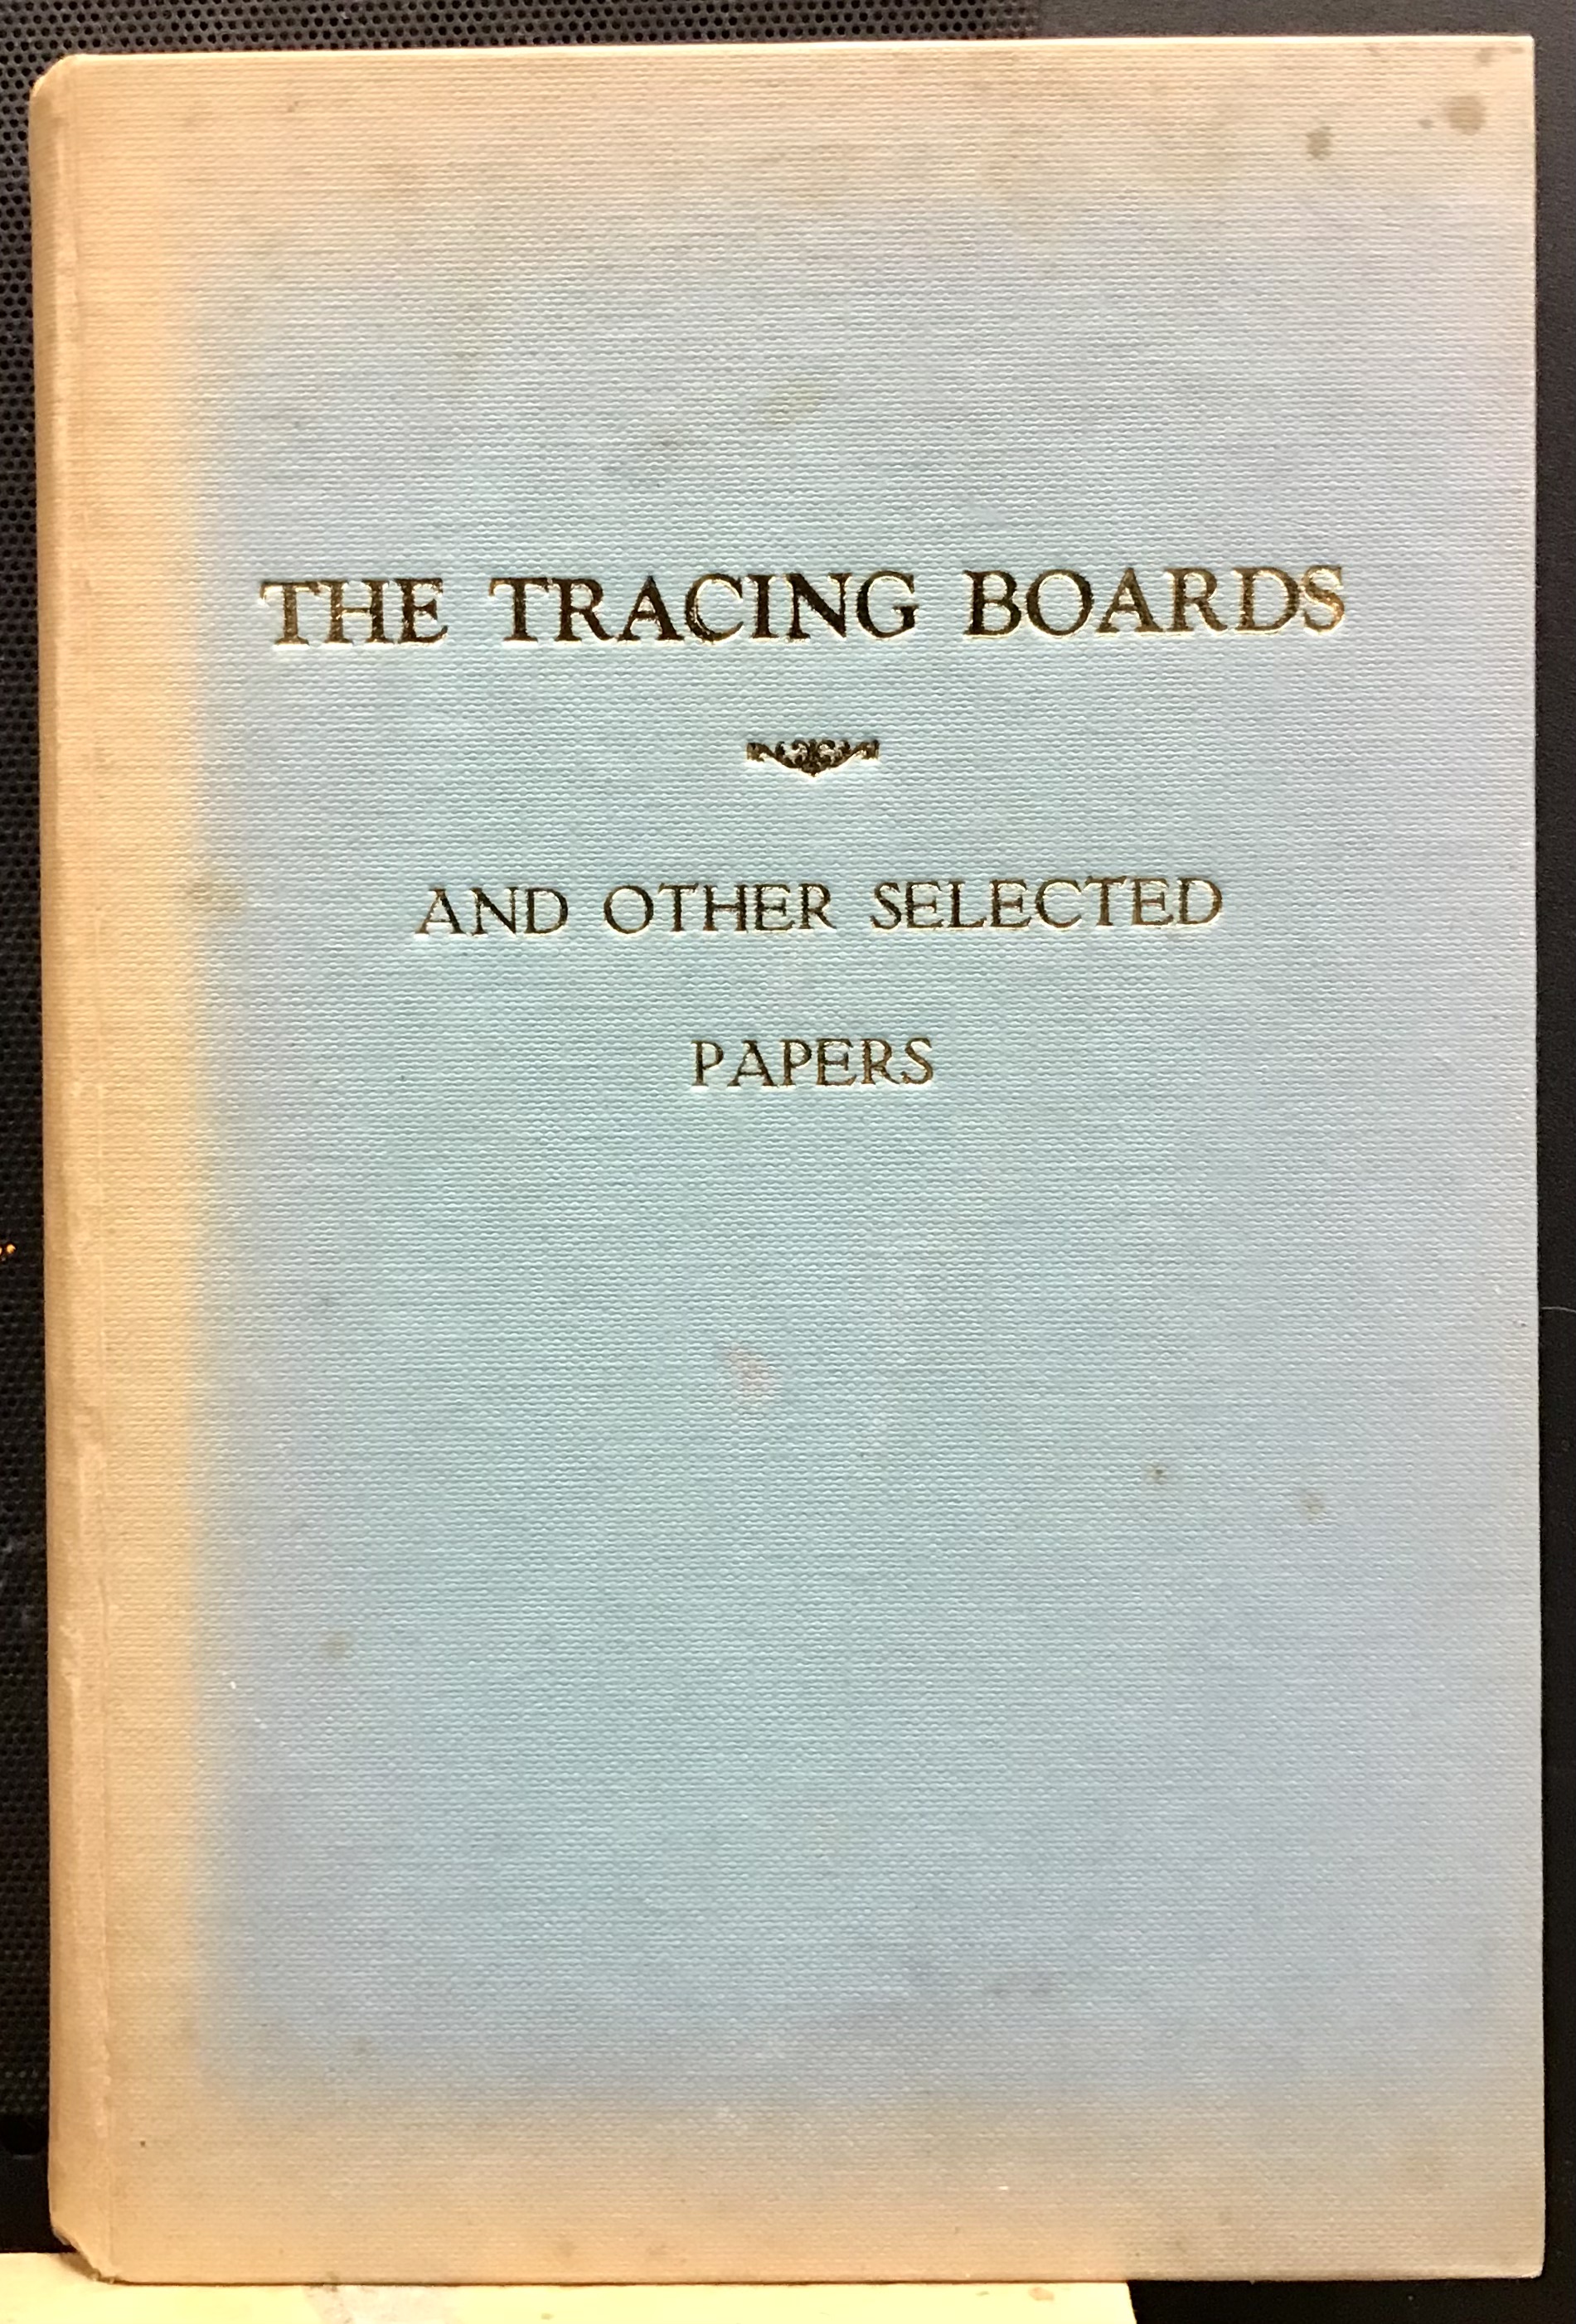 THE TRACING BOARDS
AND OTHER SELECTED
PAPERS